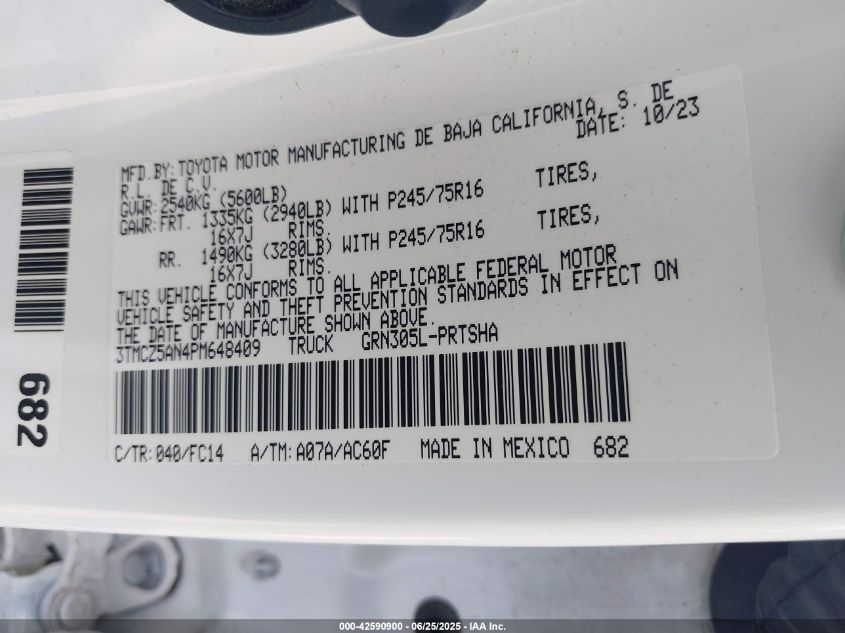 MFD.BY: TOYOTA MOTOR MANUFACTURING DE BAJA CALIFORNIA, S. DE
R.L. DE C.V. DATE: 10/23
GVWR: 2540KG (5600LB)
GAWR: FRT. 1335KG (2940LB) WITH P245/75R16 TIRES,
16X7J RIMS.
RR. 1490KG (3280LB) WITH P245/75R16 TIRES,
16X7J RIMS.
THIS VEHICLE CONFORMS TO ALL APPLICABLE FEDERAL MOTOR
VEHICLE SAFETY AND THEFT PREVENTION STANDARDS IN EFFECT ON
THE DATE OF MANUFACTURE SHOWN ABOVE.
3TMCZ5AN4PM648409 TRUCK GRN305L-PRTSHA
C/TR: 040/FC14 A/TM: A07A/AC60F MADE IN MEXICO 682
682
000-42590900 - 06/25/2025 - IAA Inc.